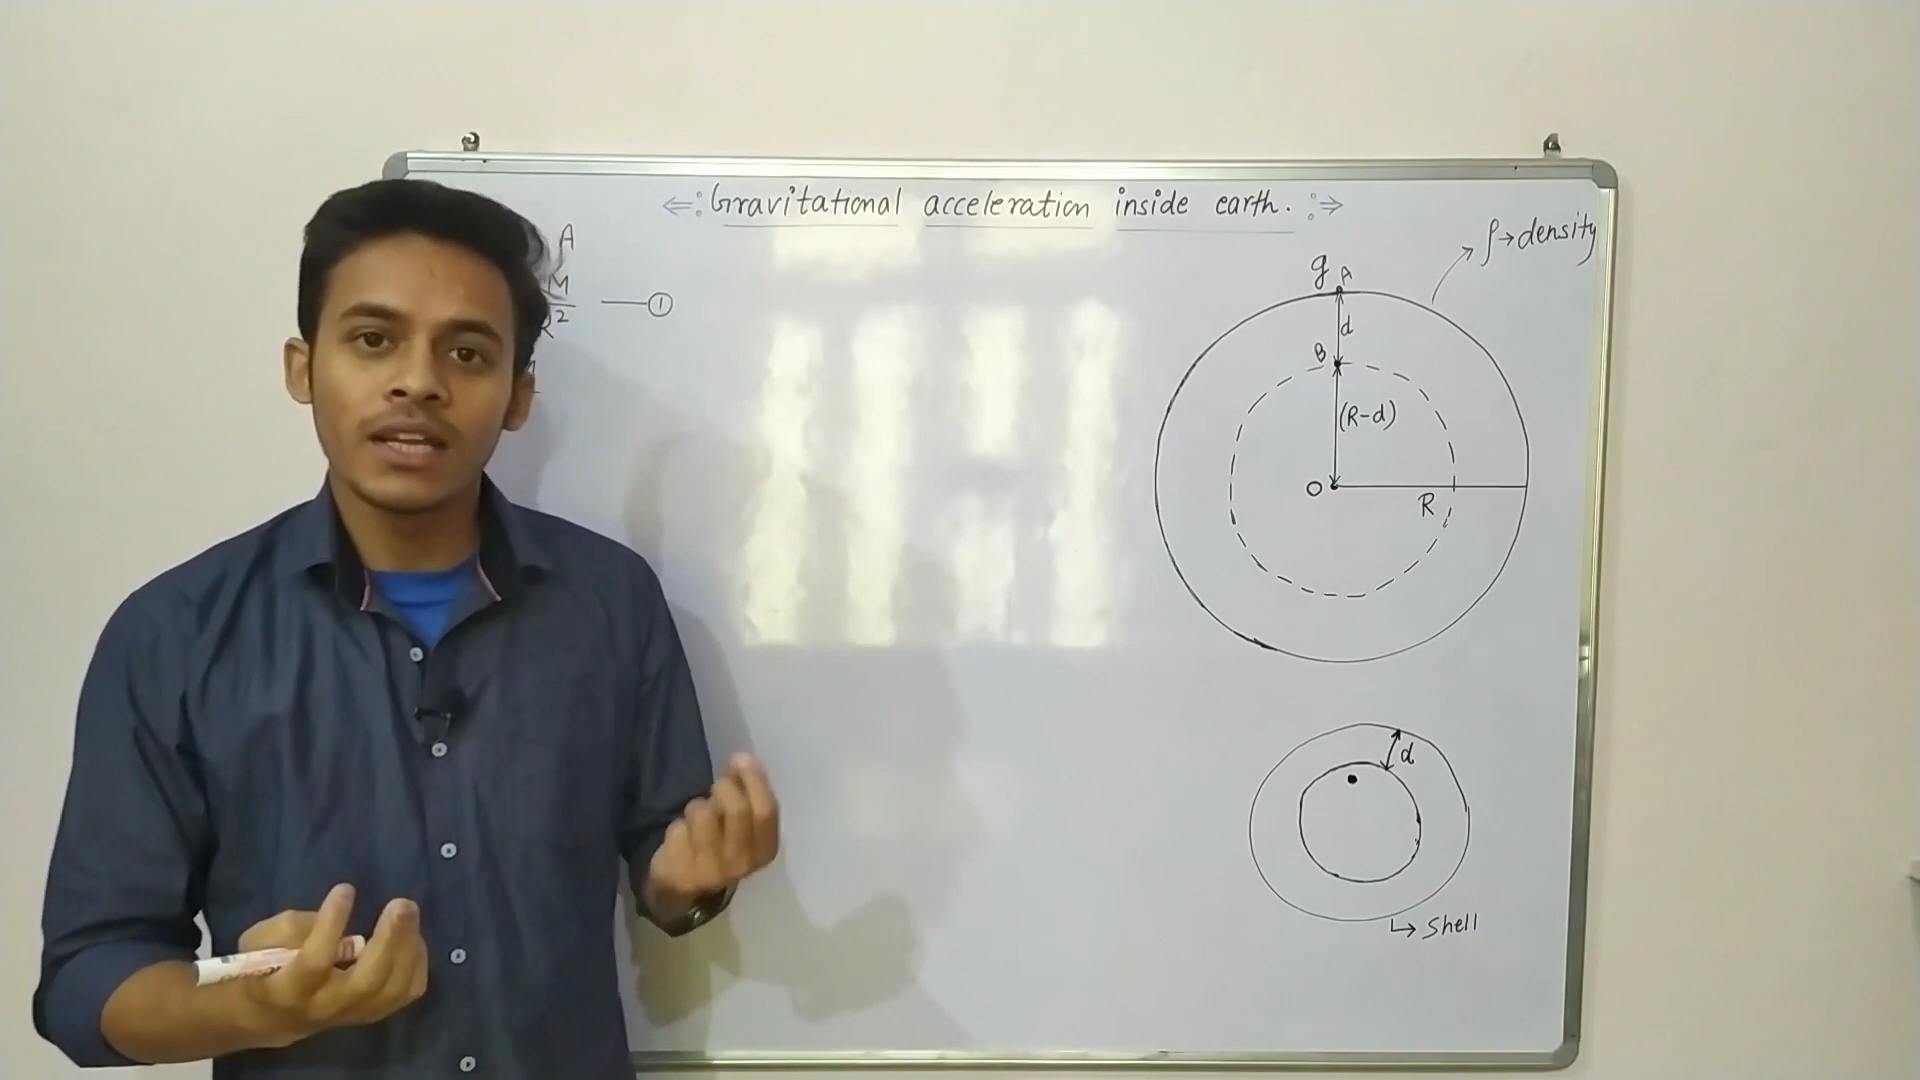 ⇐: Gravitational acceleration inside earth. :⇒
A
M
R²
—①
ρ→density
g A
d
B
(R-d)
O
R
d
↳ Shell